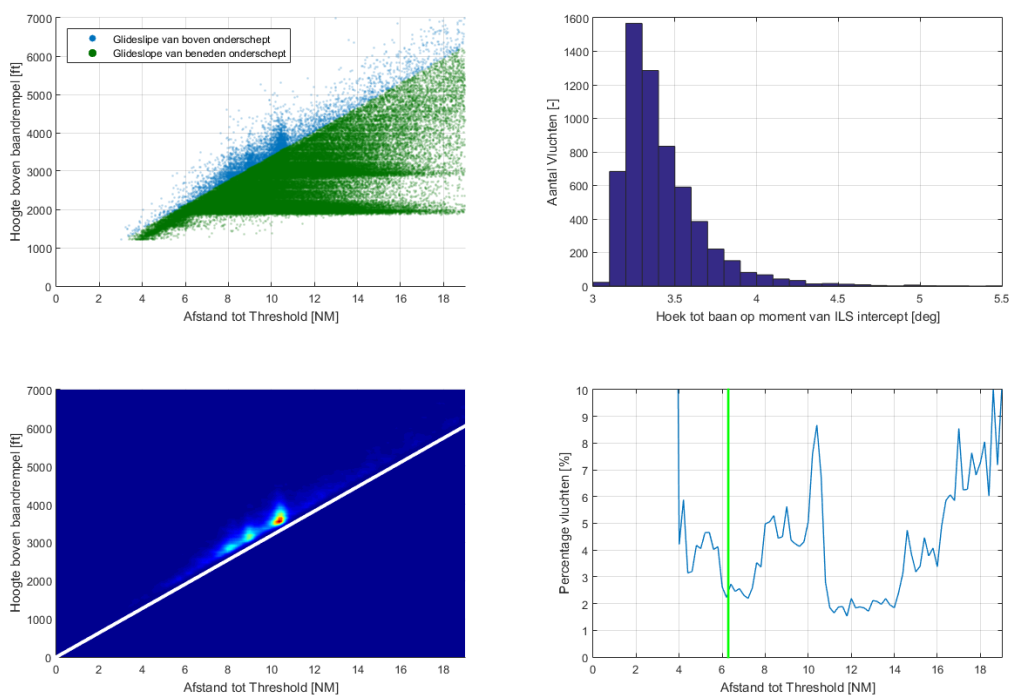 7000
6000
5000
4000
3000
2000
1000
0
Hoogte boven baandrempel [ft]
Glideslipe van boven onderschept
Glideslope van beneden onderschept
0 2 4 6 8 10 12 14 16 18
Afstand tot Threshold [NM]
1600
1400
1200
1000
800
600
400
200
0
Aantal Vluchten [-]
3 3.5 4 4.5 5 5.5
Hoek tot baan op moment van ILS intercept [deg]
7000
6000
5000
4000
3000
2000
1000
0
Hoogte boven baandrempel [ft]
0 2 4 6 8 10 12 14 16 18
Afstand tot Threshold [NM]
10
9
8
7
6
5
4
3
2
1
0
Percentage vluchten [%]
0 2 4 6 8 10 12 14 16 18
Afstand tot Threshold [NM]